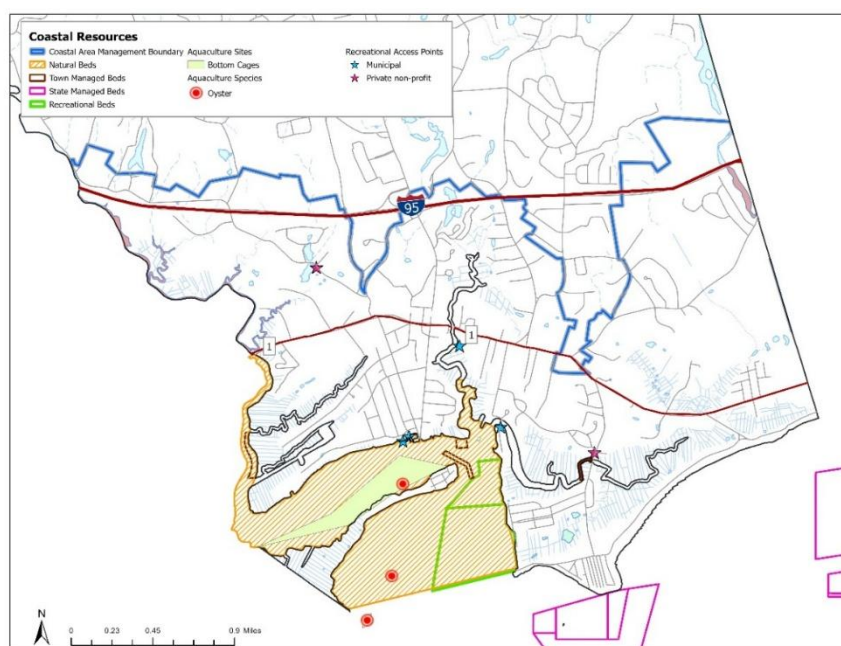 Coastal Resources
Coastal Area Management Boundary
Natural Beds
Town Managed Beds
State Managed Beds
Recreational Beds
Aquaculture Sites
Bottom Cages
Aquaculture Species
Oyster
Recreational Access Points
Municipal
Private non-profit
95
1
1
N
0 0.23 0.45 0.9 Miles